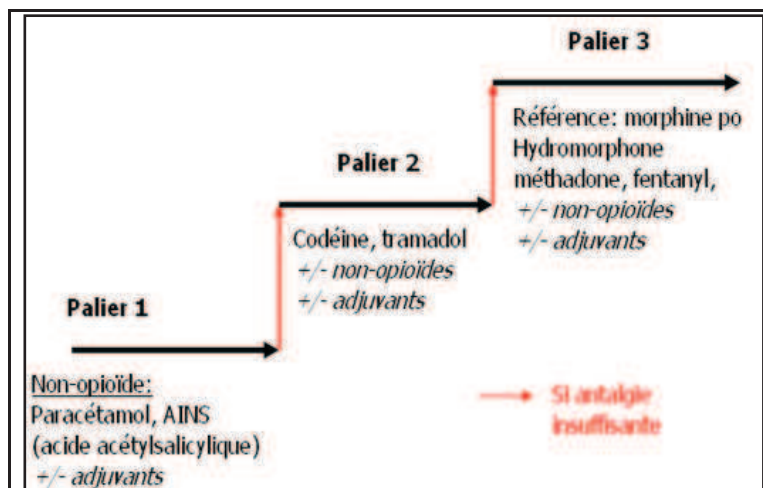 Palier 3
Référence: morphine po
Hydromorphone
méthadone, fentanyl,
+/- non-opioïdes
+/- adjuvants
Palier 2
Codéine, tramadol
+/- non-opioïdes
+/- adjuvants
Palier 1
Non-opioïde:
Paracétamol, AINS
(acide acétylsalicylique)
+/- adjuvants
Si antalgie
insuffisante